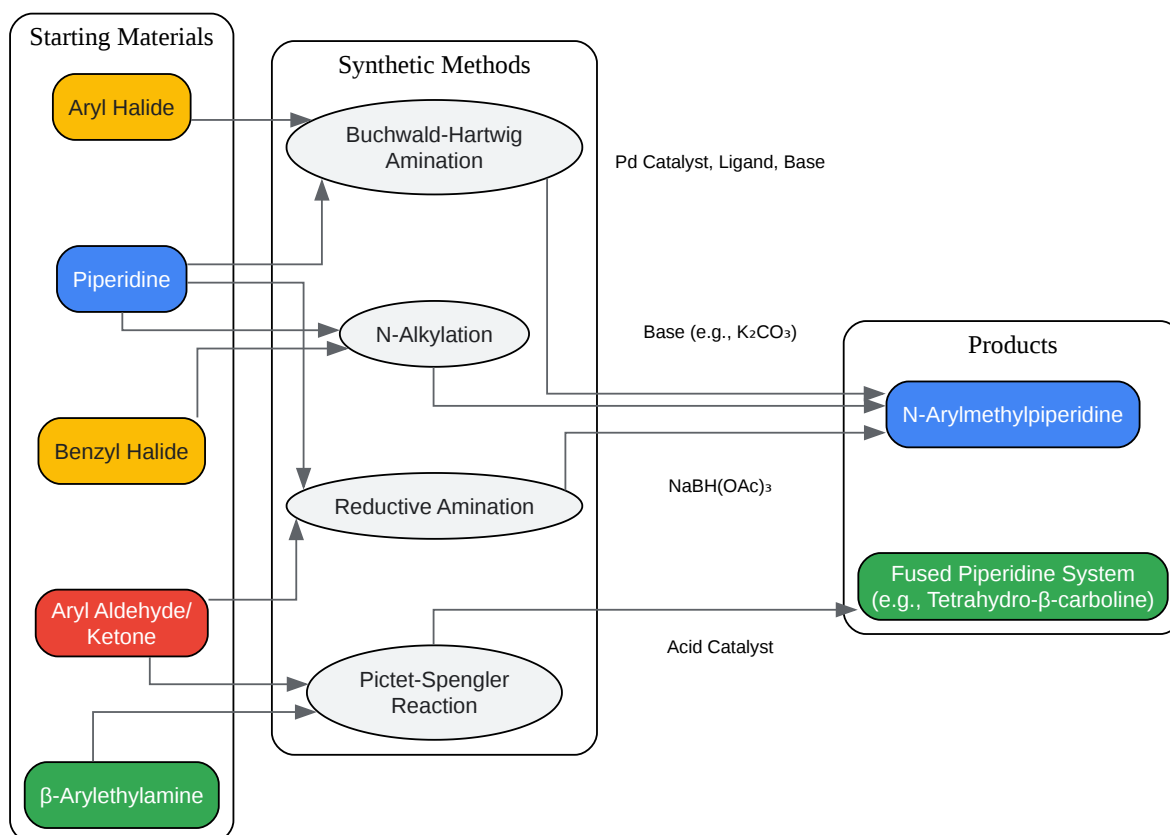 Starting Materials
Aryl Halide
Piperidine
Benzyl Halide
Aryl Aldehyde/
Ketone
β-Arylethylamine
Synthetic Methods
Buchwald-Hartwig
Amination
N-Alkylation
Reductive Amination
Pictet-Spengler
Reaction
Pd Catalyst, Ligand, Base
Base (e.g., K₂CO₃)
NaBH(OAc)₃
Acid Catalyst
Products
N-Arylmethylpiperidine
Fused Piperidine System
(e.g., Tetrahydro-β-carboline)